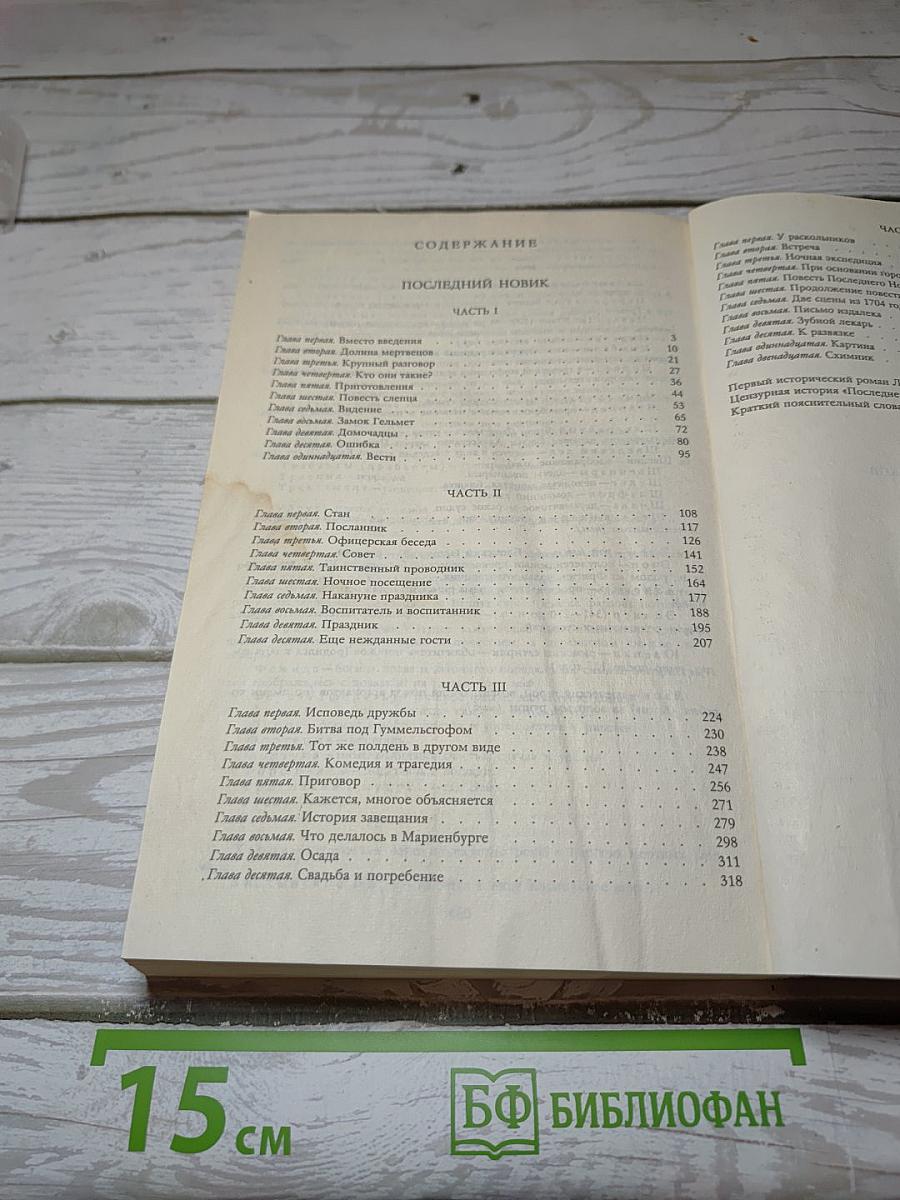 СОДЕРЖАНИЕ
ПОСЛЕДНИЙ НОВИК
ЧАСТЬ I
Глава первая. Вместо введения . . . . . 3
Глава вторая. Долина мертвецов . . . . . 10
Глава третья. Крупный разговор . . . . . 21
Глава четвертая. Кто они такие? . . . . . 27
Глава пятая. Приготовления . . . . . 36
Глава шестая. Повесть слепца . . . . . 44
Глава седьмая. Видение . . . . . 53
Глава восьмая. Замок Гельмет . . . . . 65
Глава девятая. Домочадцы . . . . . 72
Глава десятая. Ошибка . . . . . 80
Глава одиннадцатая. Вести . . . . . 95
ЧАСТЬ II
Глава первая. Стан . . . . . 108
Глава вторая. Посланник . . . . . 117
Глава третья. Офицерская беседа . . . . . 126
Глава четвертая. Совет . . . . . 141
Глава пятая. Таинственный проводник . . . . . 152
Глава шестая. Ночное посещение . . . . . 164
Глава седьмая. Накануне праздника . . . . . 177
Глава восьмая. Воспитатель и воспитанник . . . . . 188
Глава девятая. Праздник . . . . . 195
Глава десятая. Еще нежданные гости . . . . . 207
ЧАСТЬ III
Глава первая. Исповедь дружбы . . . . . 224
Глава вторая. Битва под Гуммельсгофом . . . . . 230
Глава третья. Тот же полдень в другом виде . . . . . 238
Глава четвертая. Комедия и трагедия . . . . . 247
Глава пятая. Приговор . . . . . 256
Глава шестая. Кажется, многое объясняется . . . . . 271
Глава седьмая. История завещания . . . . . 279
Глава восьмая. Что делалось в Мариенбурге . . . . . 298
Глава девятая. Осада . . . . . 311
Глава десятая. Свадьба и погребение . . . . . 318
Глава первая. У раскольников
Глава вторая. Встреча
Глава третья. Ночная экспедиция
Глава четвертая. При основании
Глава пятая. Повесть Последнего
Глава шестая. Продолжение
Глава седьмая. Две сцены из 1704
Глава восьмая. Письмо издалека
Глава девятая. Зубной лекарь
Глава десятая. К развязке
Глава одиннадцатая. Картина
Глава двенадцатая. Схимник
Первый исторический роман
Цензурная история
Краткий пояснительный
15 см
БФ БИБЛИОФАН